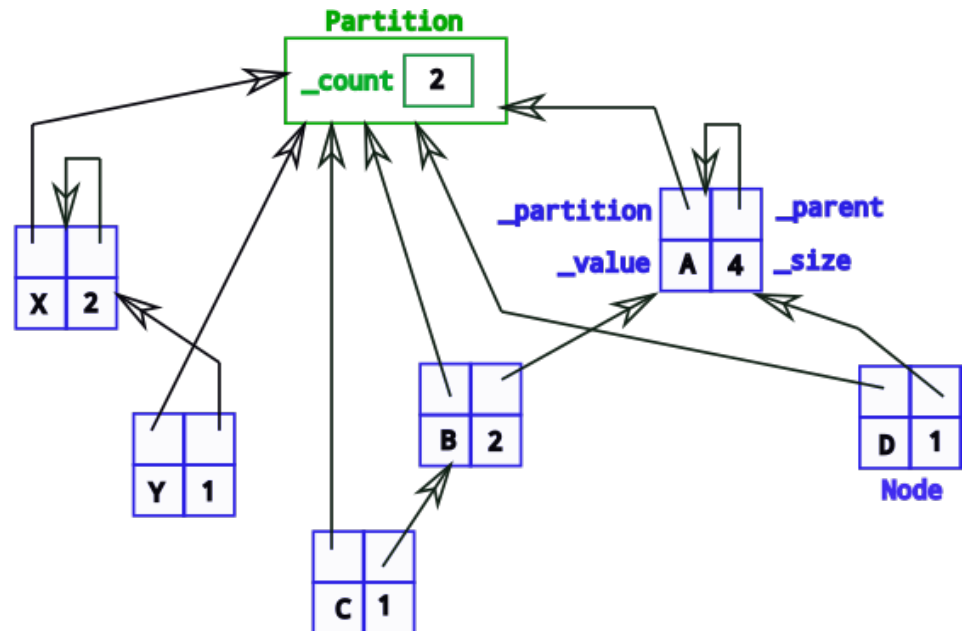 Partition
_count 2
_partition _parent
_value A 4 _size
X 2
B 2
D 1
Y 1
Node
C 1